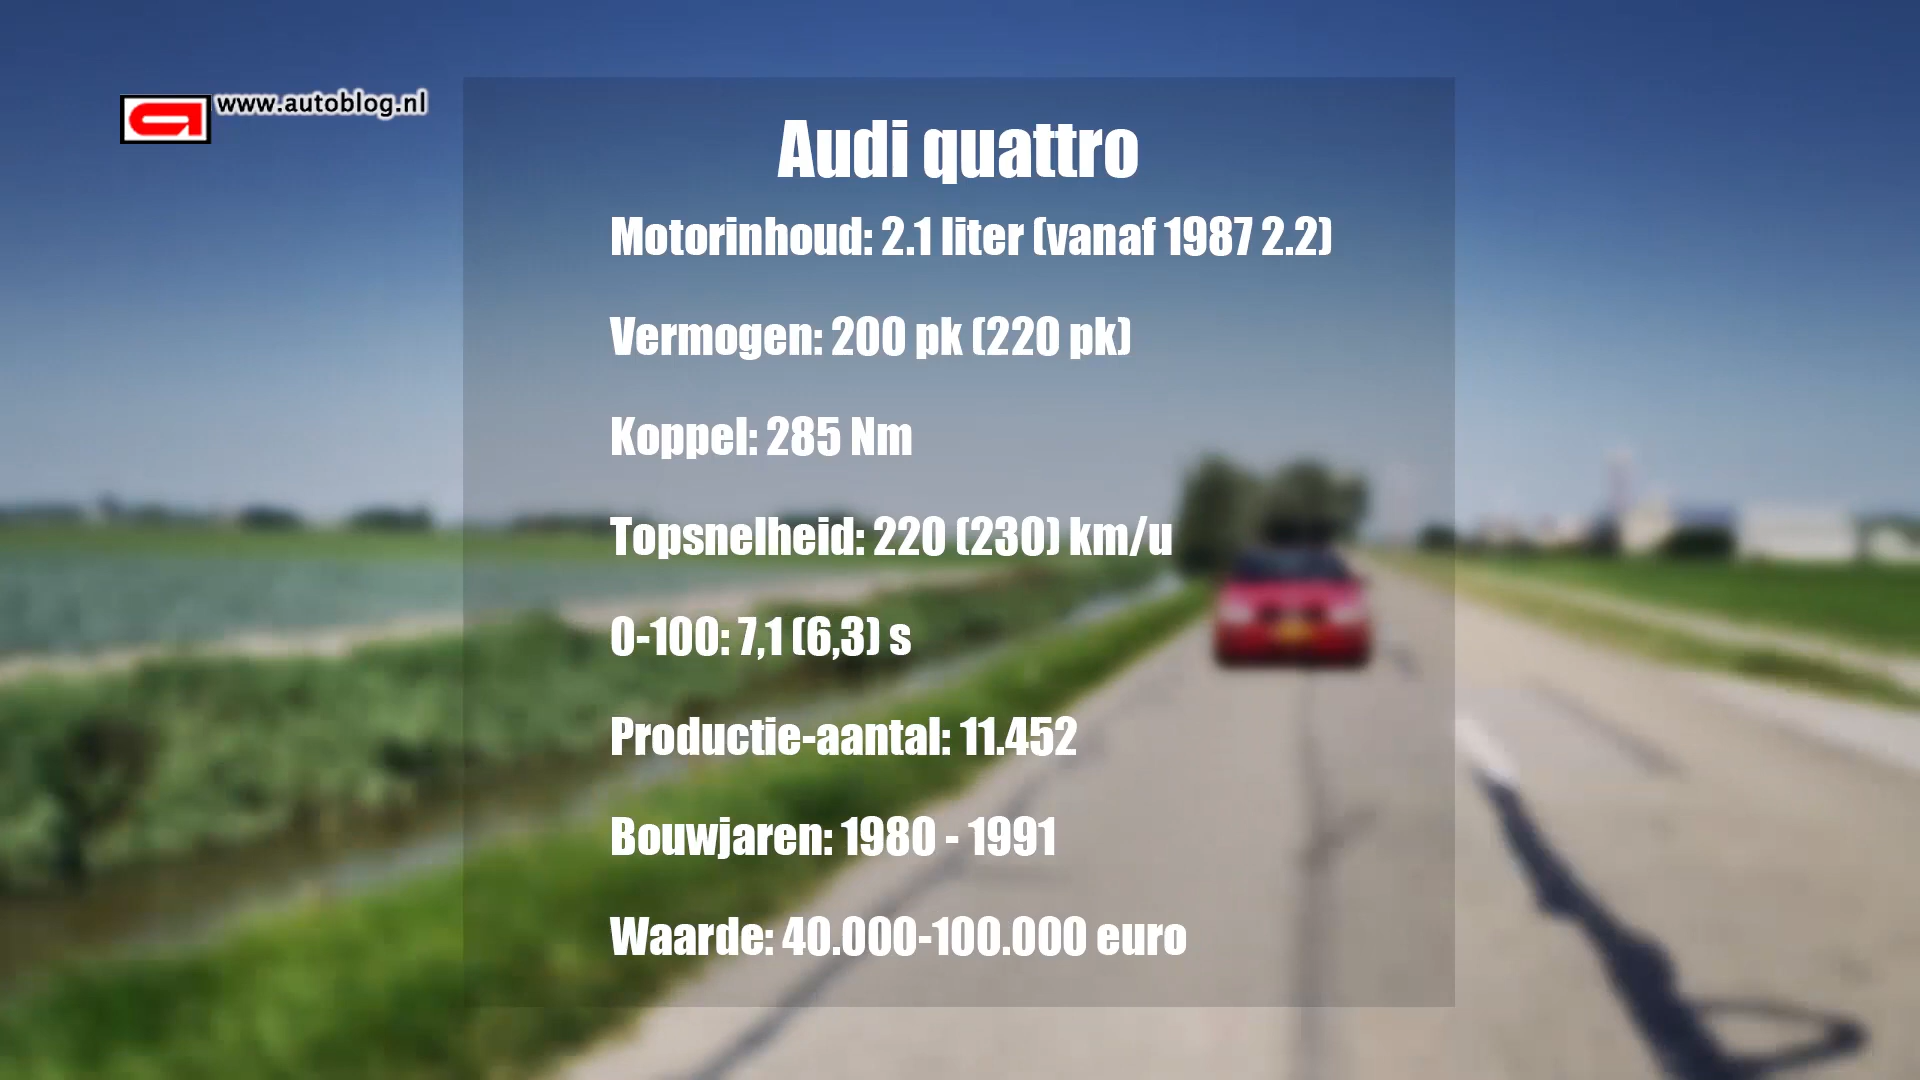 www.autoblog.nl
Audi quattro
Motorinhoud: 2.1 liter (vanaf 1987 2.2)
Vermogen: 200 pk (220 pk)
Koppel: 285 Nm
Topsnelheid: 220 (230) km/u
0-100: 7,1 (6,3) s
Productie-aantal: 11.452
Bouwjaren: 1980 - 1991
Waarde: 40.000-100.000 euro